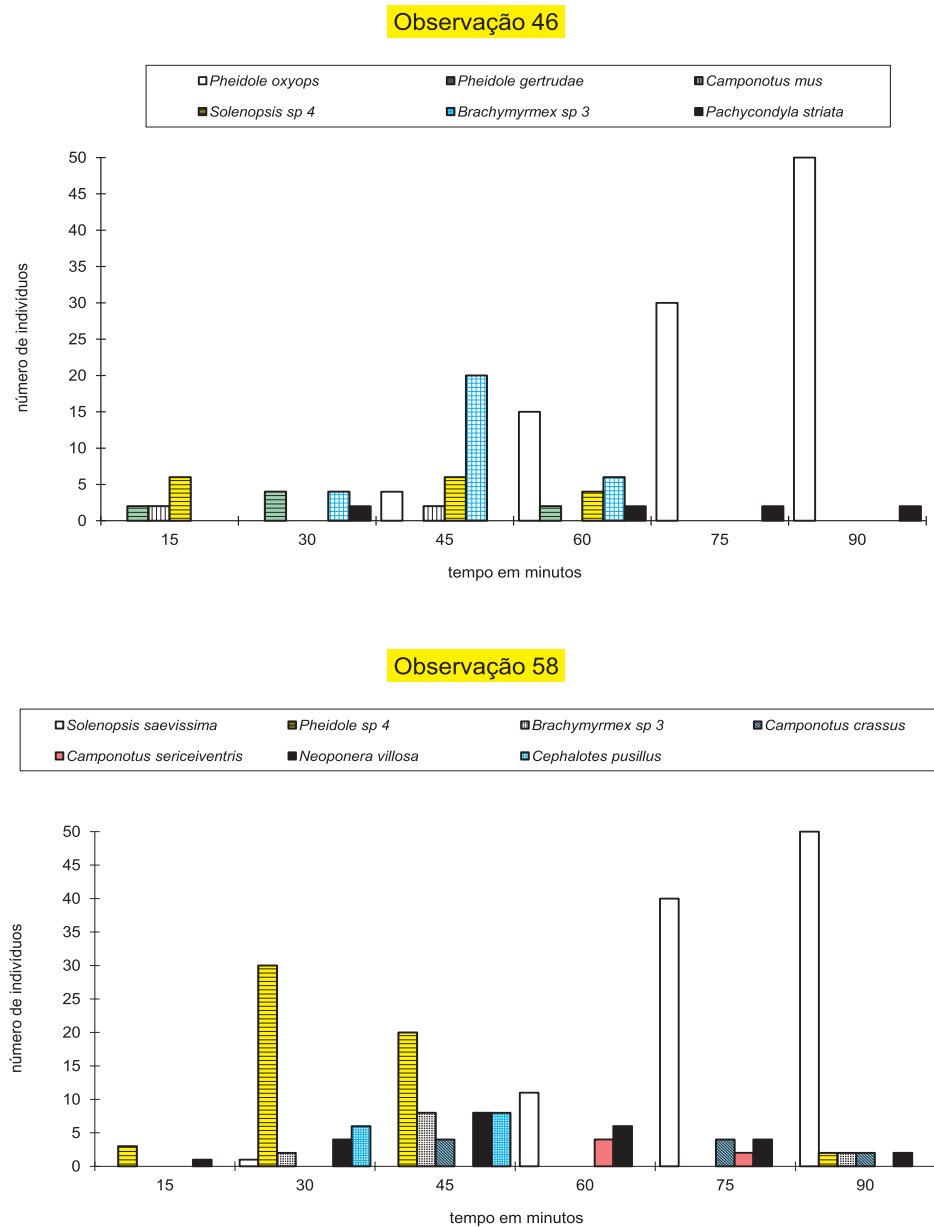 Observação 46
Pheidole oxyops Pheidole gertrudae Camponotus mus
Solenopsis sp 4 Brachymyrmex sp 3 Pachycondyla striata
50
45
40
35
30
25
20
15
10
5
0
número de indivíduos
15 30 45 60 75 90
tempo em minutos
Observação 58
Solenopsis saevissima Pheidole sp 4 Brachymyrmex sp 3 Camponotus crassus
Camponotus sericeiventris Neoponera villosa Cephalotes pusillus
50
45
40
35
30
25
20
15
10
5
0
número de indivíduos
15 30 45 60 75 90
tempo em minutos